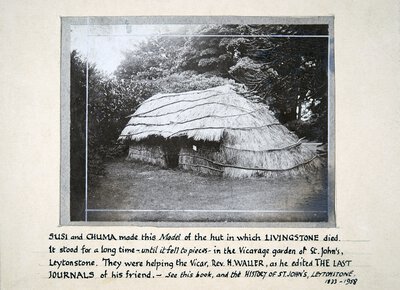 SUSI and CHUMA made this Model of the hut in which LIVINGSTONE died.
It stood for a long time - until it fell to pieces - in the Vicarage garden of St. John's,
Leytonstone. They were helping the Vicar, Rev. H. WALLER, as he edited THE LAST
JOURNALS of his friend. - See this book, and the HISTORY OF ST. JOHN'S, LEYTONSTONE.
1833 - 1958